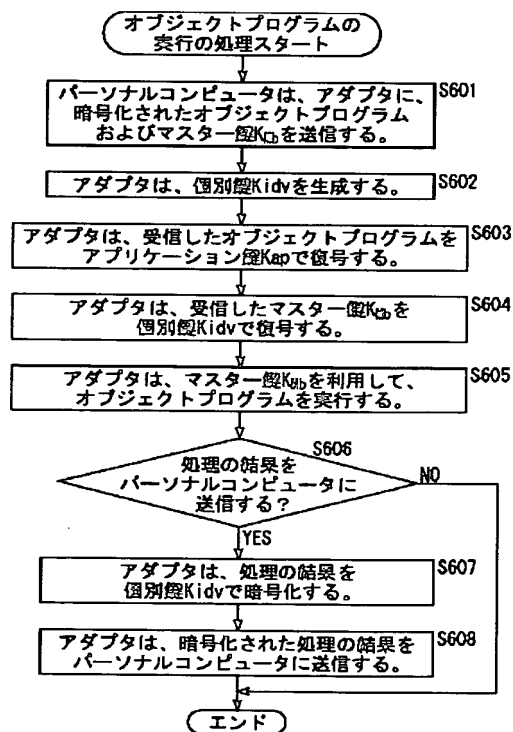 オブジェクトプログラムの
実行の処理スタート
S601
パーソナルコンピュータは、アダプタに、
暗号化されたオブジェクトプログラム
およびマスター鍵を送信する。
S602
アダプタは、個別鍵Kidvを生成する。
S603
アダプタは、受信したオブジェクトプログラムを
アプリケーション鍵Kapで復号する。
S604
アダプタは、受信したマスター鍵を
個別鍵Kidvで復号する。
S605
アダプタは、マスター鍵を利用して、
オブジェクトプログラムを実行する。
S606
処理の結果を
パーソナルコンピュータに
送信する?
NO
YES
S607
アダプタは、処理の結果を
個別鍵Kidvで暗号化する。
S608
アダプタは、暗号化された処理の結果を
パーソナルコンピュータに送信する。
エンド